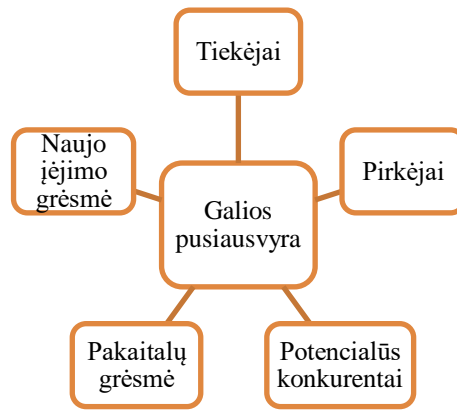 Tiekėjai
Naujo
įėjimo
grėsmė
Pirkėjai
Galios
pusiausvyra
Pakaitalų
grėsmė
Potencialūs
konkurentai